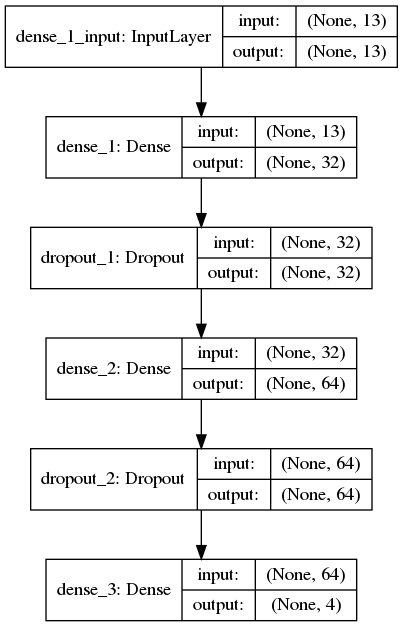 dense_1_input: InputLayer
input: (None, 13)
output: (None, 13)
dense_1: Dense
input: (None, 13)
output: (None, 32)
dropout_1: Dropout
input: (None, 32)
output: (None, 32)
dense_2: Dense
input: (None, 32)
output: (None, 64)
dropout_2: Dropout
input: (None, 64)
output: (None, 64)
dense_3: Dense
input: (None, 64)
output: (None, 4)